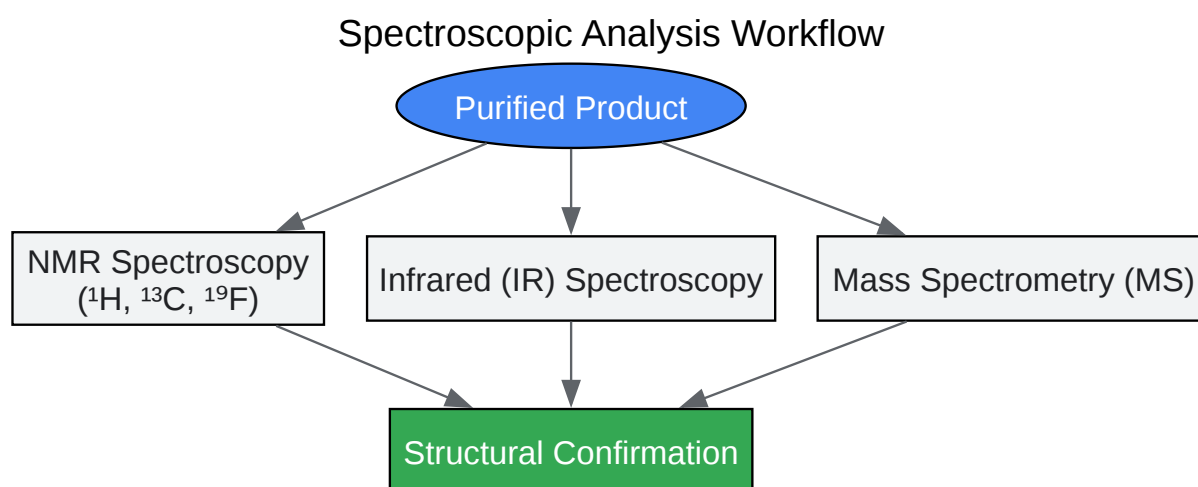 Spectroscopic Analysis Workflow
Purified Product
NMR Spectroscopy
(¹H, ¹³C, ¹⁹F)
Infrared (IR) Spectroscopy
Mass Spectrometry (MS)
Structural Confirmation